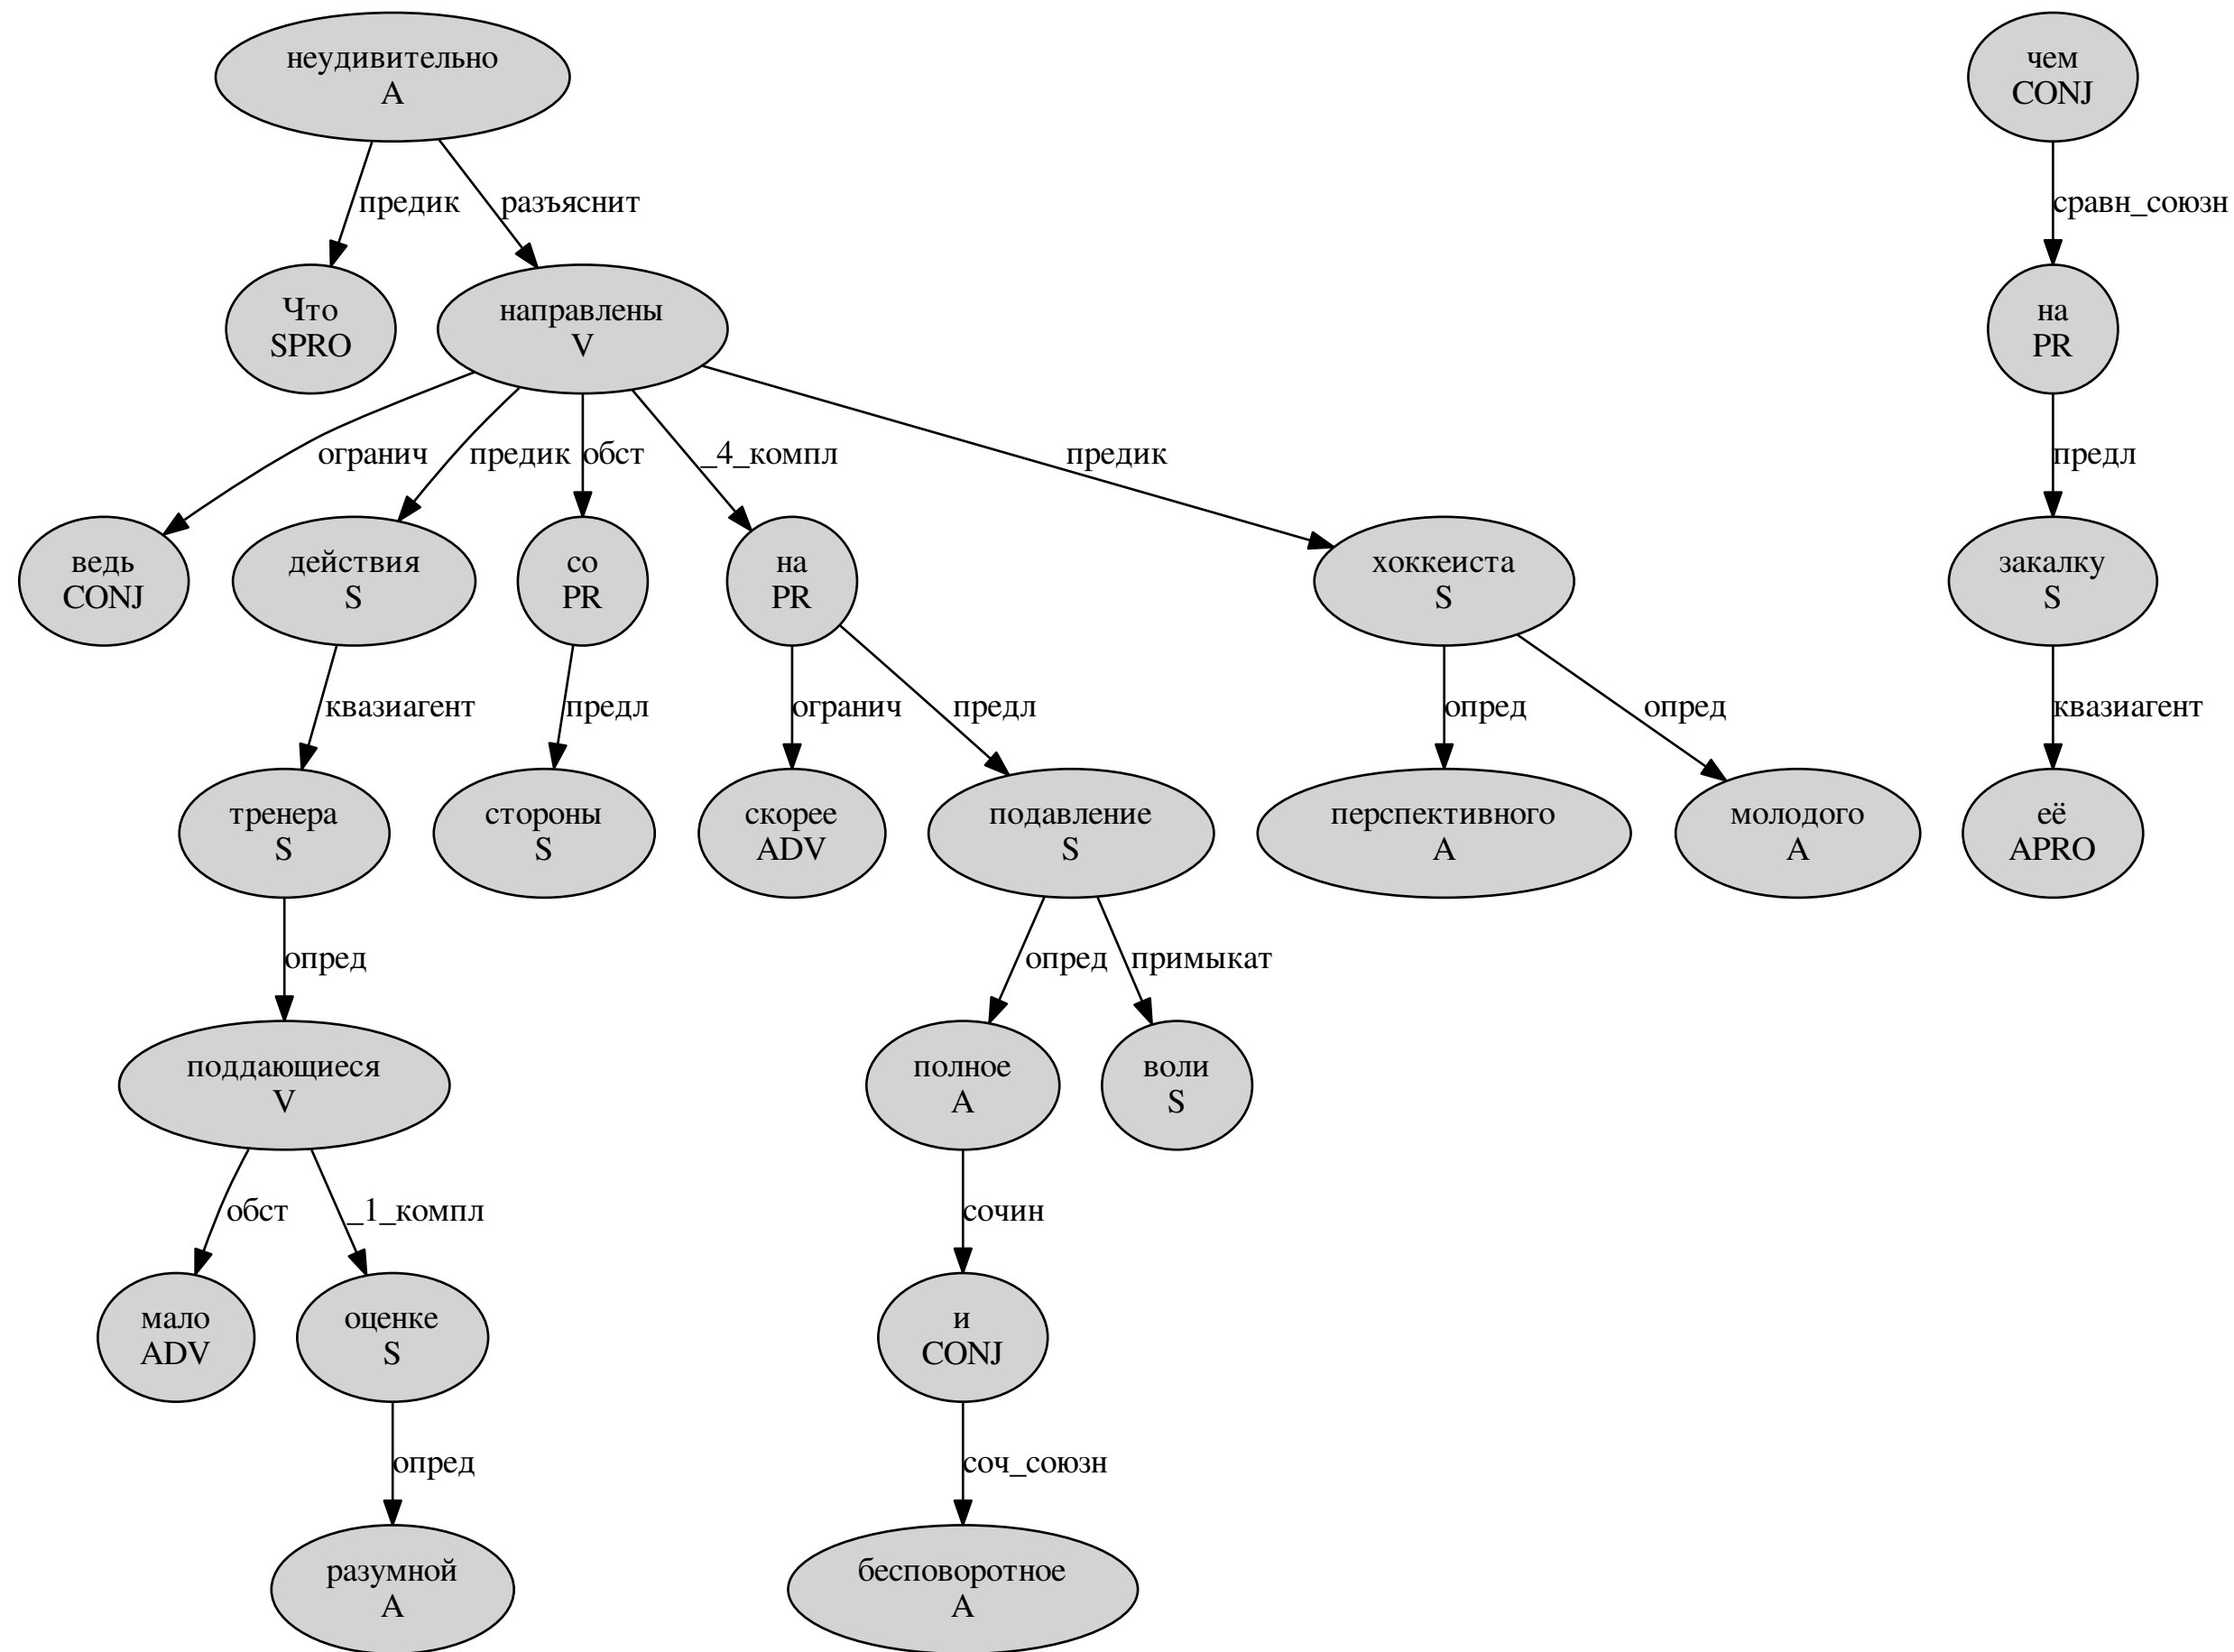 неудивительно
A
чем
CONJ
предик
разъяснит
сравн_союзн
Что
SPRO
направлены
V
на
PR
огранич
предик
обст
_4_компл
предик
предл
ведь
CONJ
действия
S
со
PR
на
PR
хоккеиста
S
закалку
S
квазиагент
предл
огранич
предл
опред
опред
квазиагент
тренера
S
стороны
S
скорее
ADV
подавление
S
перспективного
A
молодого
A
её
APRO
опред
опред
примыкат
поддающиеся
V
полное
A
воли
S
обст
_1_компл
сочин
мало
ADV
оценке
S
и
CONJ
опред
соч_союзн
разумной
A
бесповоротное
A